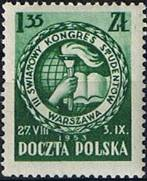 1 35 ZŁ
III ŚWIATOWY KONGRES STUDENTÓW
WARSZAWA
27. VIII 3. IX.
1953
POCZTA POLSKA